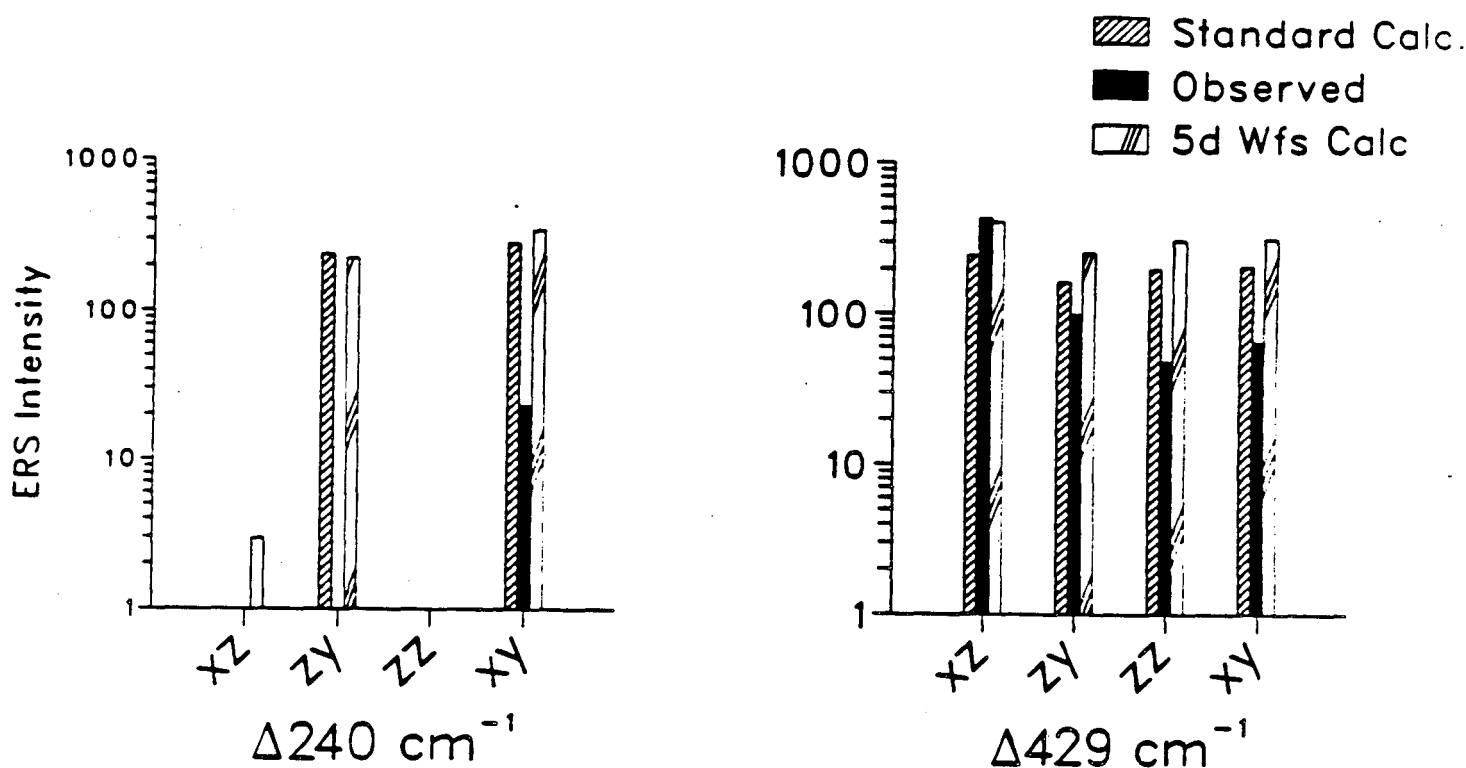 Standard Calc.
Observed
5d Wfs Calc
ERS Intensity
1000
100
10
1
xz zy zz xy
Δ240 cm⁻¹
1000
100
10
1
xz zy zz xy
Δ429 cm⁻¹